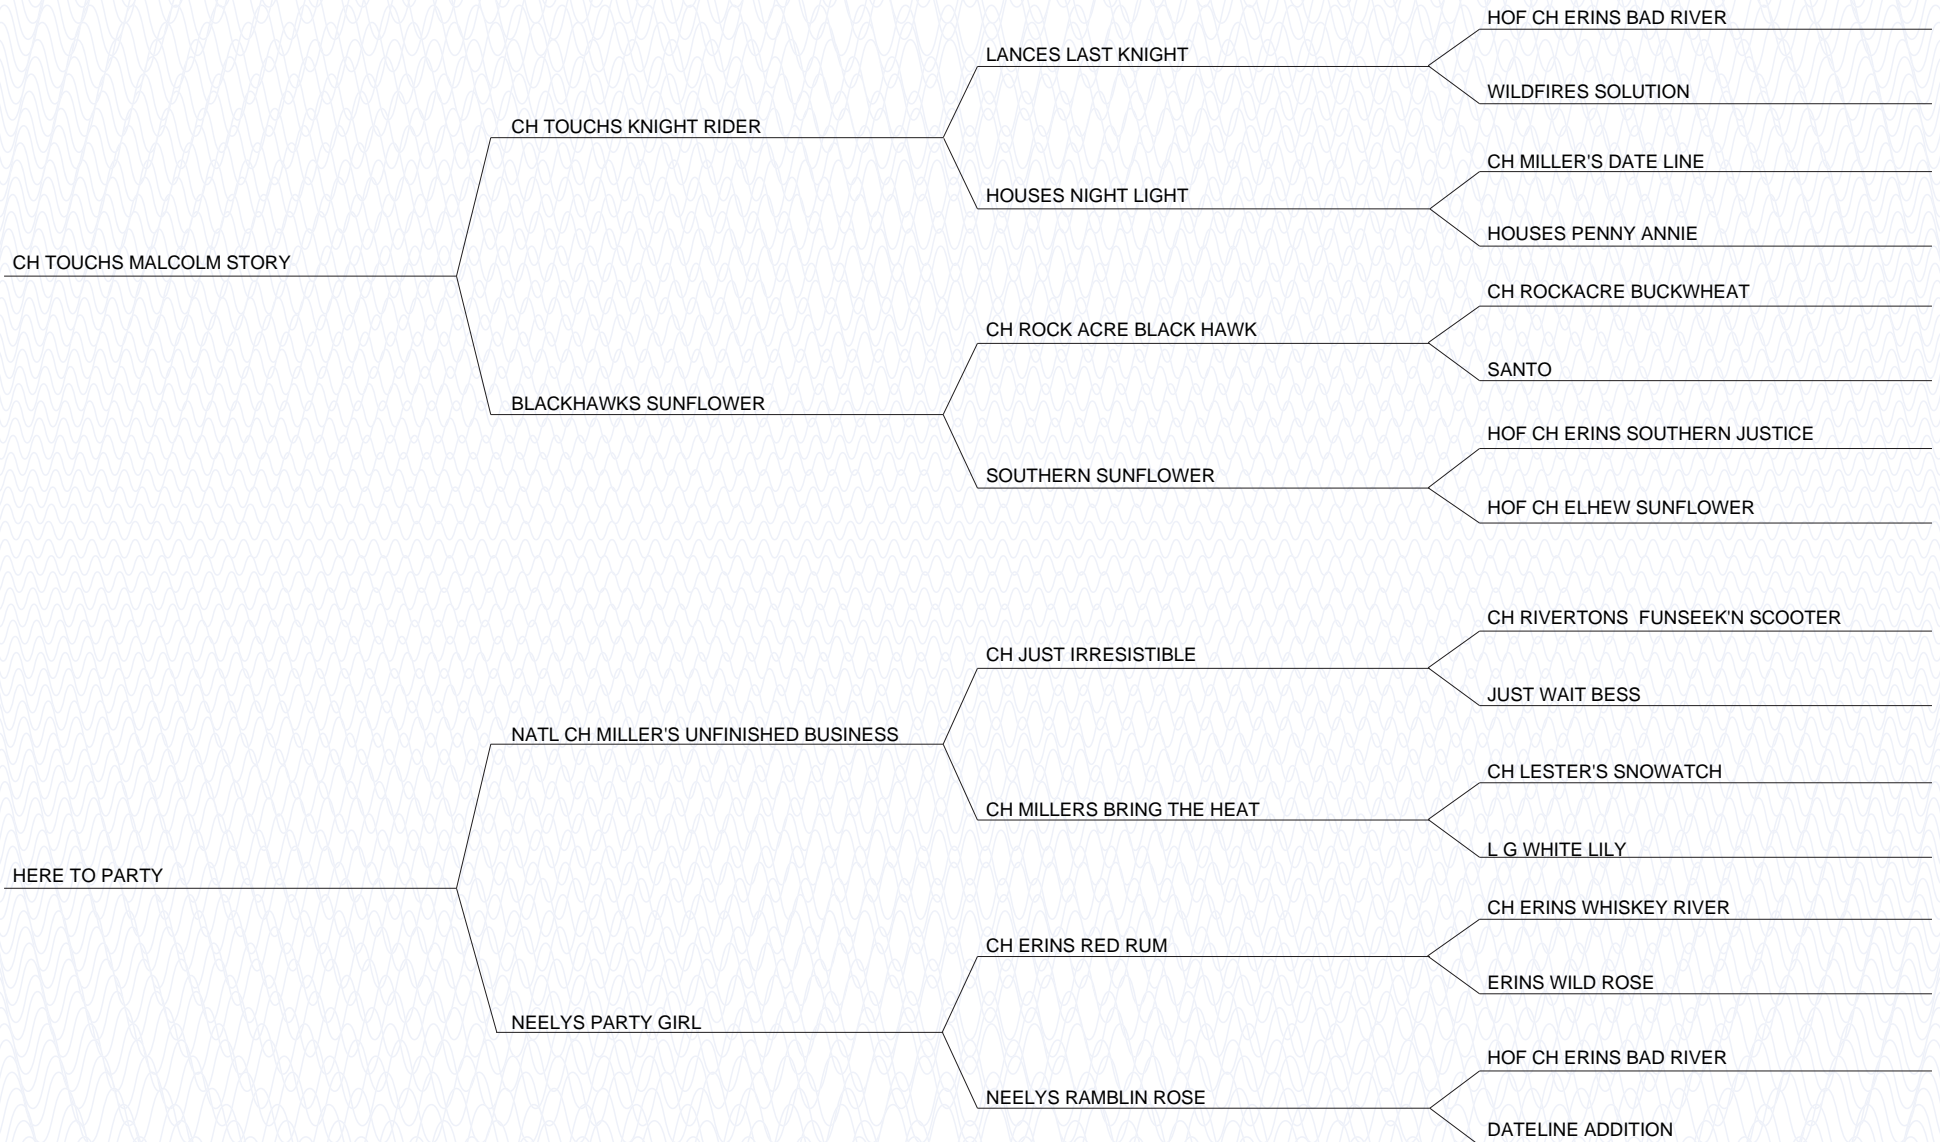 CH TOUCHS MALCOLM STORY
CH TOUCHS KNIGHT RIDER
LANCES LAST KNIGHT
HOF CH ERINS BAD RIVER
WILDFIRES SOLUTION
HOUSES NIGHT LIGHT
CH MILLER'S DATE LINE
HOUSES PENNY ANNIE
BLACKHAWKS SUNFLOWER
CH ROCK ACRE BLACK HAWK
CH ROCKACRE BUCKWHEAT
SANTO
SOUTHERN SUNFLOWER
HOF CH ERINS SOUTHERN JUSTICE
HOF CH ELHEW SUNFLOWER
HERE TO PARTY
NATL CH MILLER'S UNFINISHED BUSINESS
CH JUST IRRESISTIBLE
CH RIVERTONS  FUNSEEK'N SCOOTER
JUST WAIT BESS
CH MILLERS BRING THE HEAT
CH LESTER'S SNOWATCH
L G WHITE LILY
NEELYS PARTY GIRL
CH ERINS RED RUM
CH ERINS WHISKEY RIVER
ERINS WILD ROSE
NEELYS RAMBLIN ROSE
HOF CH ERINS BAD RIVER
DATELINE ADDITION